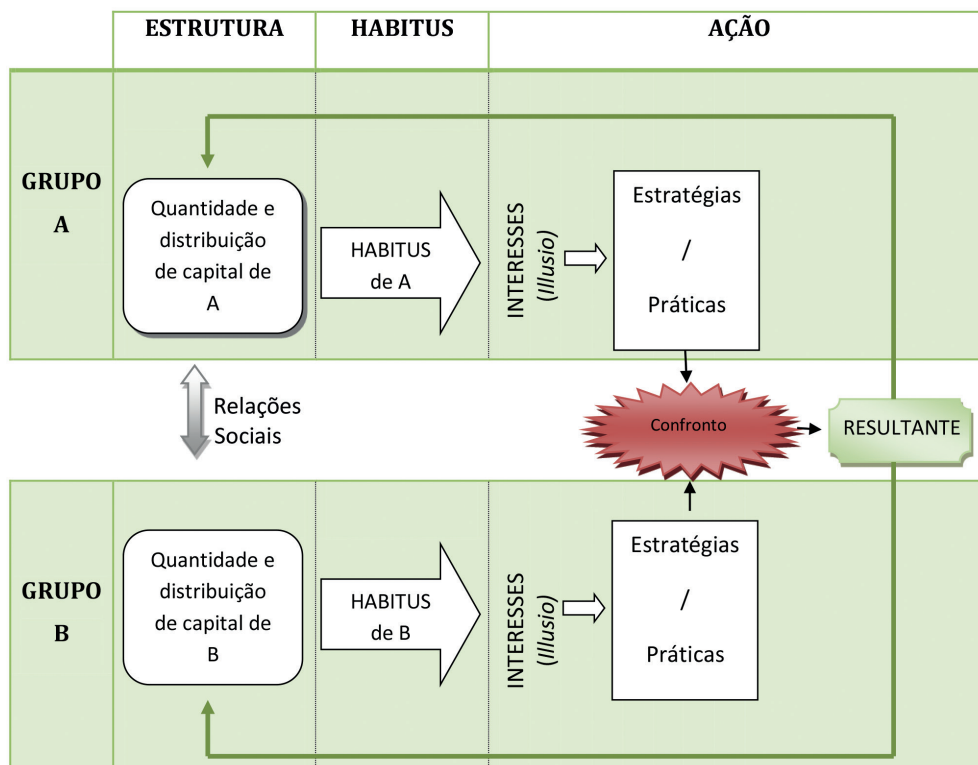 ESTRUTURA
HABITUS
AÇÃO
GRUPO
A
Quantidade e
distribuição
de capital de
A
HABITUS
de A
INTERESSES
(Illusio)
Estratégias
/
Práticas
Relações
Sociais
Confronto
RESULTANTE
GRUPO
B
Quantidade e
distribuição
de capital de
B
HABITUS
de B
INTERESSES
(Illusio)
Estratégias
/
Práticas